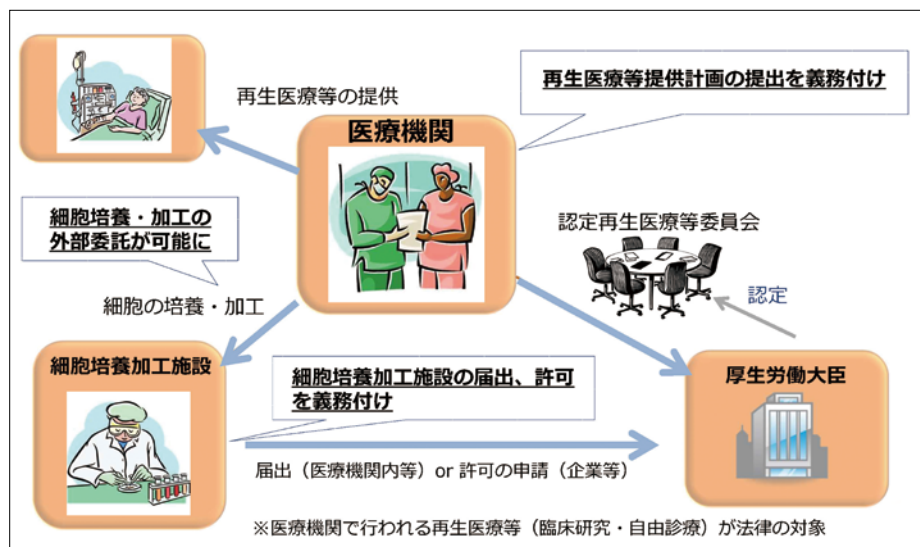 再生医療等の提供
医療機関
再生医療等提供計画の提出を義務付け
細胞培養・加工の
外部委託が可能に
認定再生医療等委員会
認定
細胞の培養・加工
細胞培養加工施設
細胞培養加工施設の届出、許可
を義務付け
厚生労働大臣
届出（医療機関内等）or 許可の申請（企業等）
※医療機関で行われる再生医療等（臨床研究・自由診療）が法律の対象